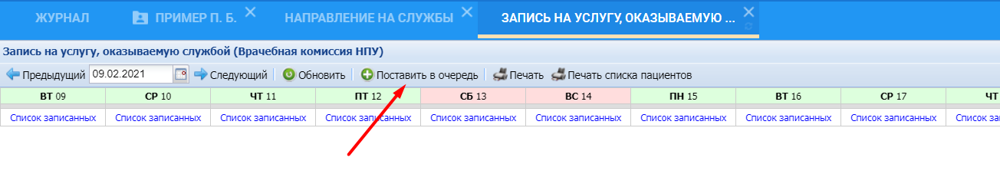 ЖУРНАЛ ПРИМЕР П. Б. НАПРАВЛЕНИЕ НА СЛУЖБЫ ЗАПИСЬ НА УСЛУГУ, ОКАЗЫВАЕМУЮ ...
Запись на услугу, оказываемую службой (Врачебная комиссия НПУ)
Предыдущий 09.02.2021 Следующий Обновить Поставить в очередь Печать Печать списка пациентов
ВТ 09 СР 10 ЧТ 11 ПТ 12 СБ 13 ВС 14 ПН 15 ВТ 16 СР 17 ЧТ
Список записанных Список записанных Список записанных Список записанных Список записанных Список записанных Список записанных Список записанных Список записанных Список за